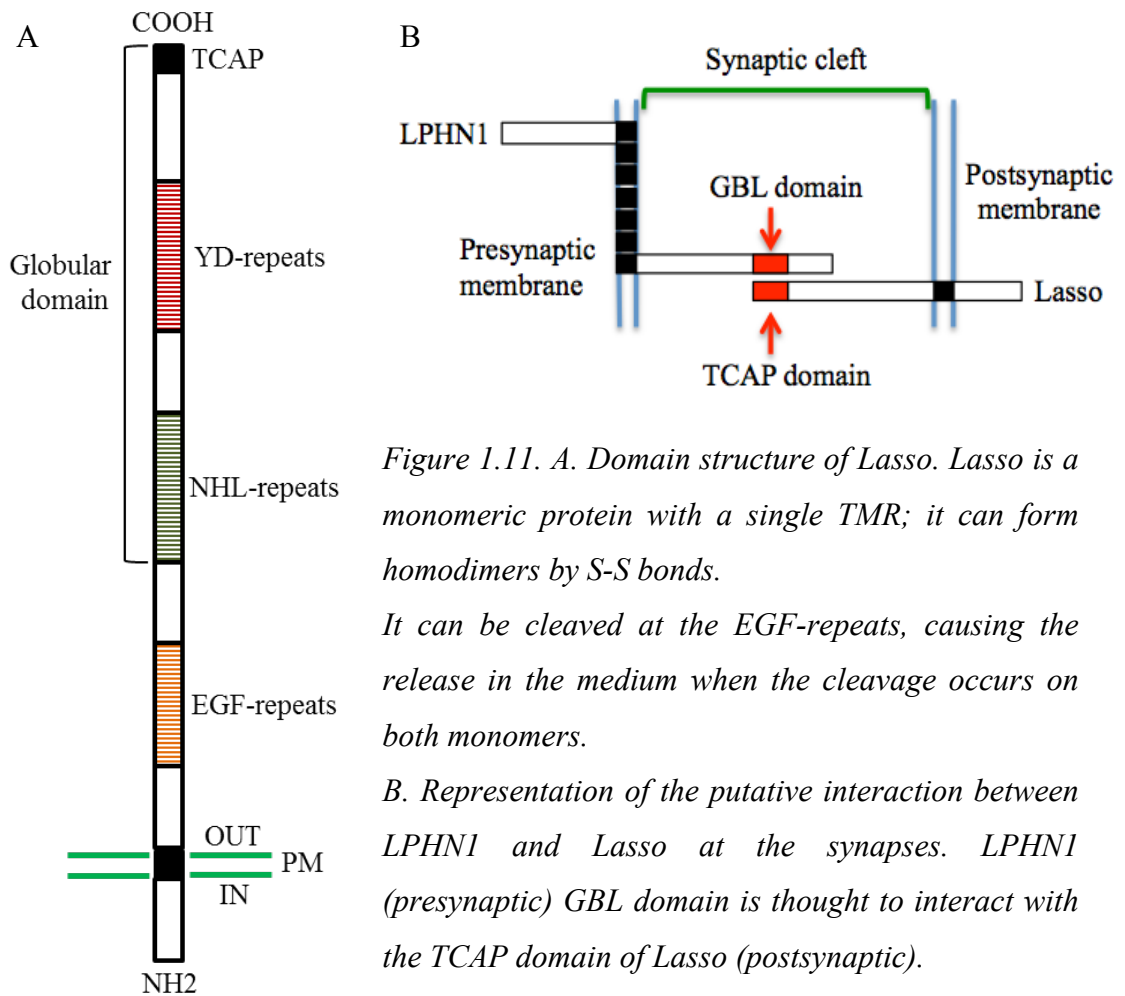 A
COOH
TCAP
YD-repeats
Globular
domain
NHL-repeats
EGF-repeats
OUT
PM
IN
NH2
B
Synaptic cleft
LPHN1
GBL domain
Postsynaptic
membrane
Presynaptic
membrane
Lasso
TCAP domain
Figure 1.11. A. Domain structure of Lasso. Lasso is a
monomeric protein with a single TMR; it can form
homodimers by S-S bonds.
It can be cleaved at the EGF-repeats, causing the
release in the medium when the cleavage occurs on
both monomers.
B. Representation of the putative interaction between
LPHN1 and Lasso at the synapses. LPHN1
(presynaptic) GBL domain is thought to interact with
the TCAP domain of Lasso (postsynaptic).